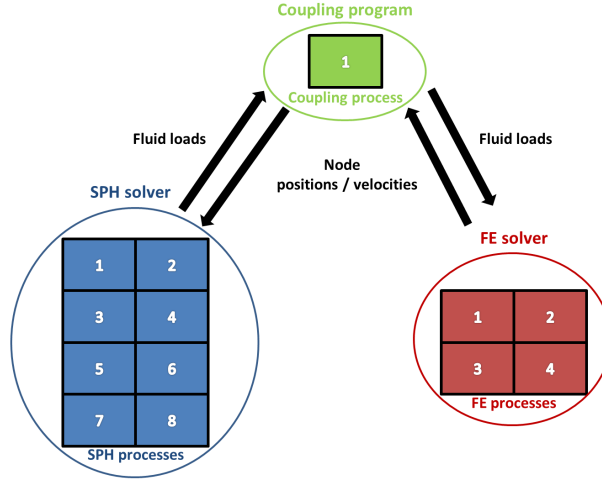 Coupling program
1
Coupling process
Fluid loads
Fluid loads
Node
positions / velocities
SPH solver
1 2
3 4
5 6
7 8
SPH processes
FE solver
1 2
3 4
FE processes